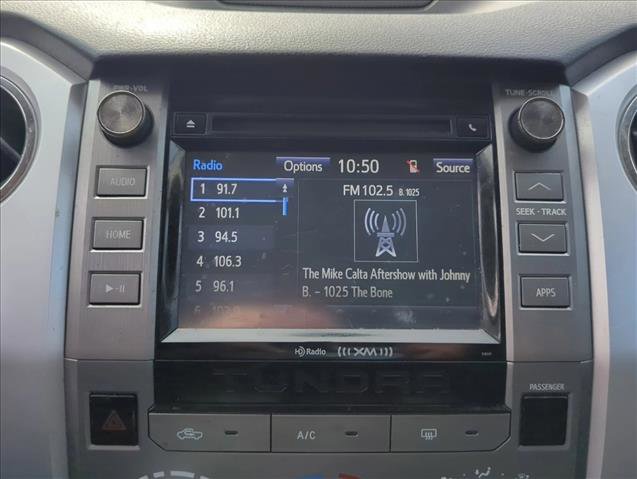 PWR·VOL
TUNE·SCROLL
Radio
Options
10:50
Source
AUDIO
1 91.7
FM 102.5 B. 1025
2 101.1
SEEK · TRACK
HOME
3 94.5
4 106.3
The Mike Calta Aftershow with Johnny
5 96.1
B. – 1025 The Bone
APPS
HD Radio
(((XM)))
TUNDRA
PASSENGER
A/C